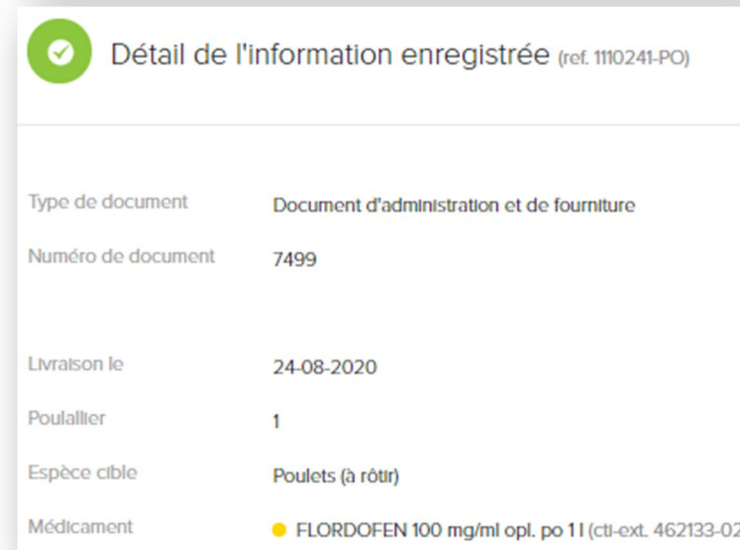 Détail de l'information enregistrée (ref. 1110241-PO)
Type de document Document d'administration et de fourniture
Numéro de document 7499
Livraison le 24-08-2020
Poulailler 1
Espèce cible Poulets (à rôtir)
Médicament FLORDOFEN 100 mg/ml opl. po 1 l (cti-ext. 462133-02